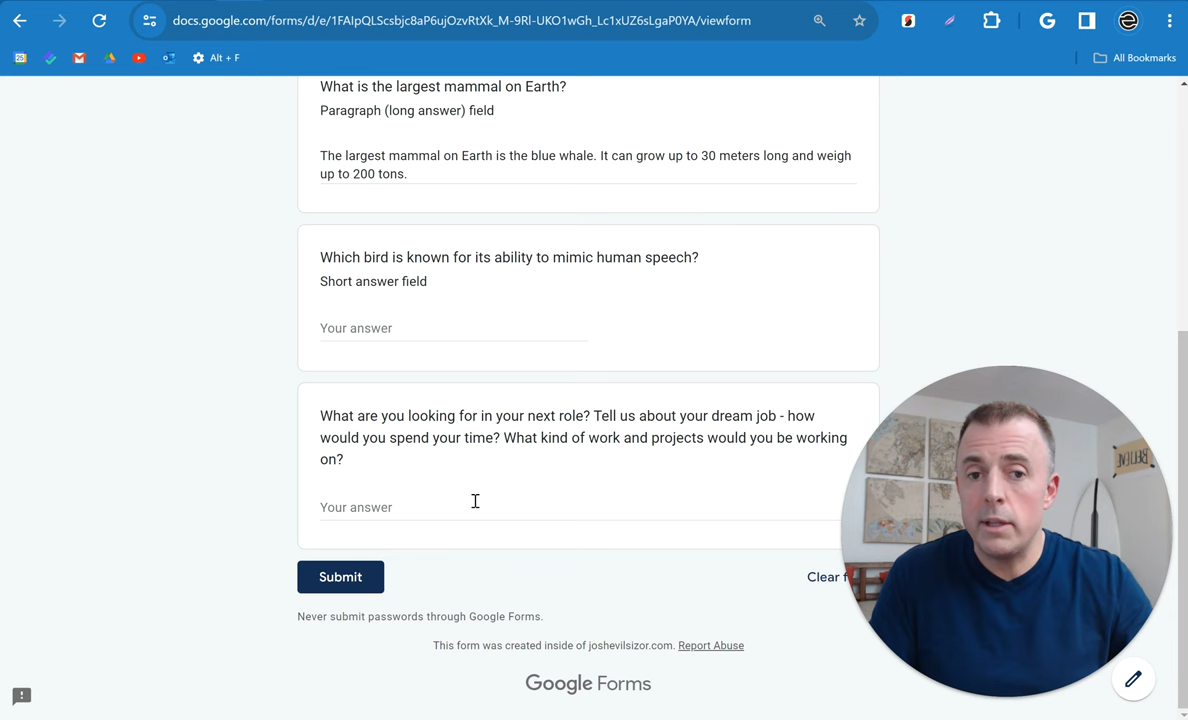 docs.google.com/forms/d/e/1FAIpQLScsbjc8aP6ujOzvRtXk_M-9Rl-UKO1wGh_Lc1xUZ6sLgaP0YA/viewform
Alt + F
All Bookmarks
What is the largest mammal on Earth?
Paragraph (long answer) field
The largest mammal on Earth is the blue whale. It can grow up to 30 meters long and weigh
up to 200 tons.
Which bird is known for its ability to mimic human speech?
Short answer field
Your answer
What are you looking for in your next role? Tell us about your dream job - how
would you spend your time? What kind of work and projects would you be working
on?
BELIEVE
Your answer
Submit
Clear f
Never submit passwords through Google Forms.
This form was created inside of joshevilsizor.com. Report Abuse
Google Forms